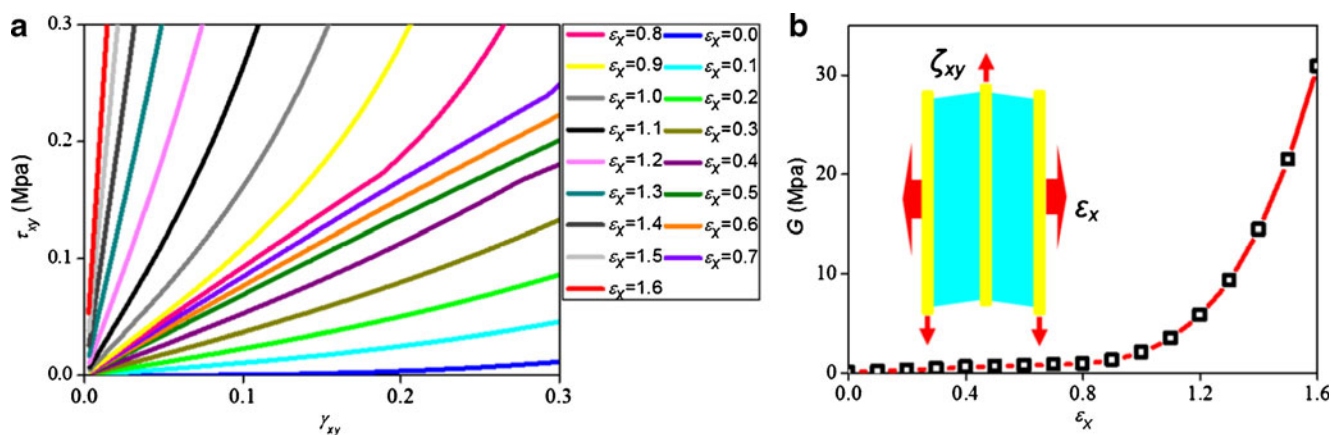 a
0.3
0.2
0.1
0.0
τxy (Mpa)
0.0 0.1 0.2 0.3
γxy
εx=0.8 εx=0.0
εx=0.9 εx=0.1
εx=1.0 εx=0.2
εx=1.1 εx=0.3
εx=1.2 εx=0.4
εx=1.3 εx=0.5
εx=1.4 εx=0.6
εx=1.5 εx=0.7
εx=1.6
b
30
20
10
0
G (Mpa)
ζxy
εx
0.0 0.4 0.8 1.2 1.6
εx